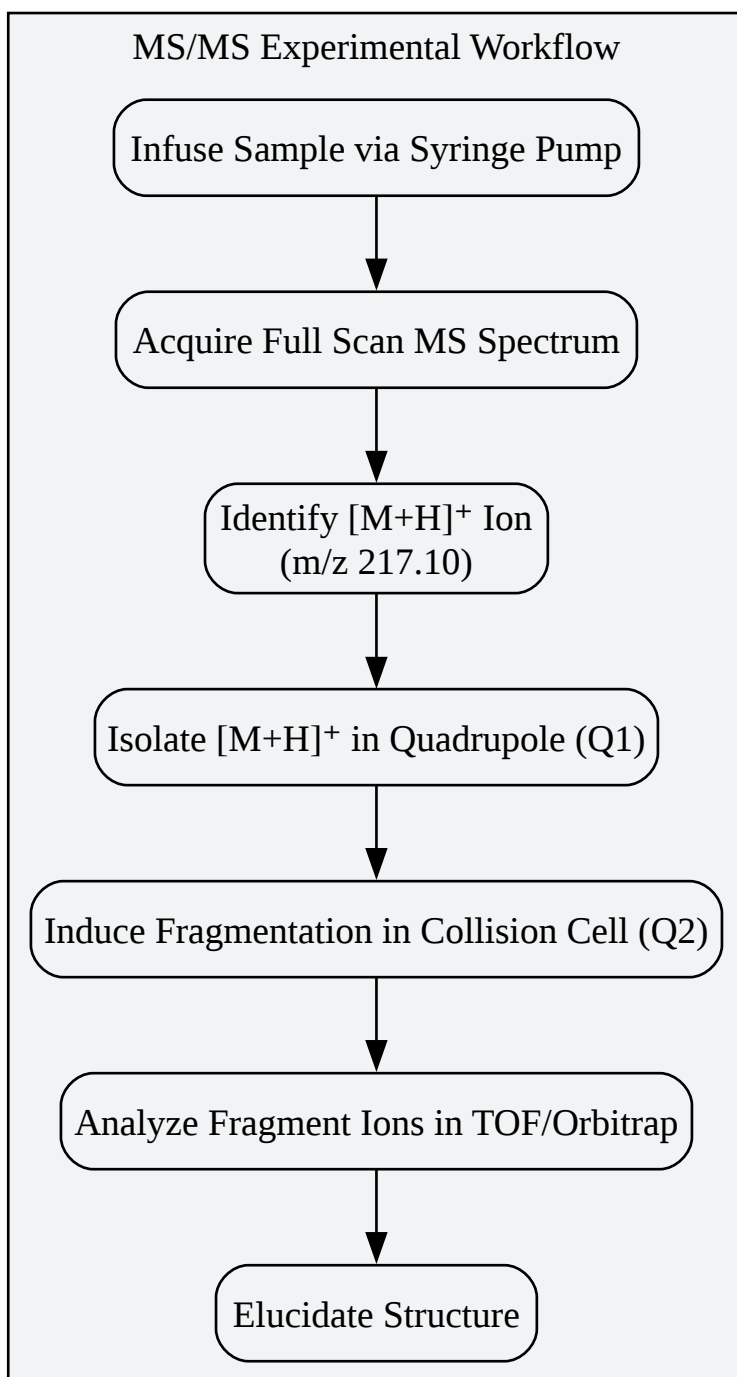 MS/MS Experimental Workflow
Infuse Sample via Syringe Pump
Acquire Full Scan MS Spectrum
Identify [M+H]⁺ Ion
(m/z 217.10)
Isolate [M+H]⁺ in Quadrupole (Q1)
Induce Fragmentation in Collision Cell (Q2)
Analyze Fragment Ions in TOF/Orbitrap
Elucidate Structure